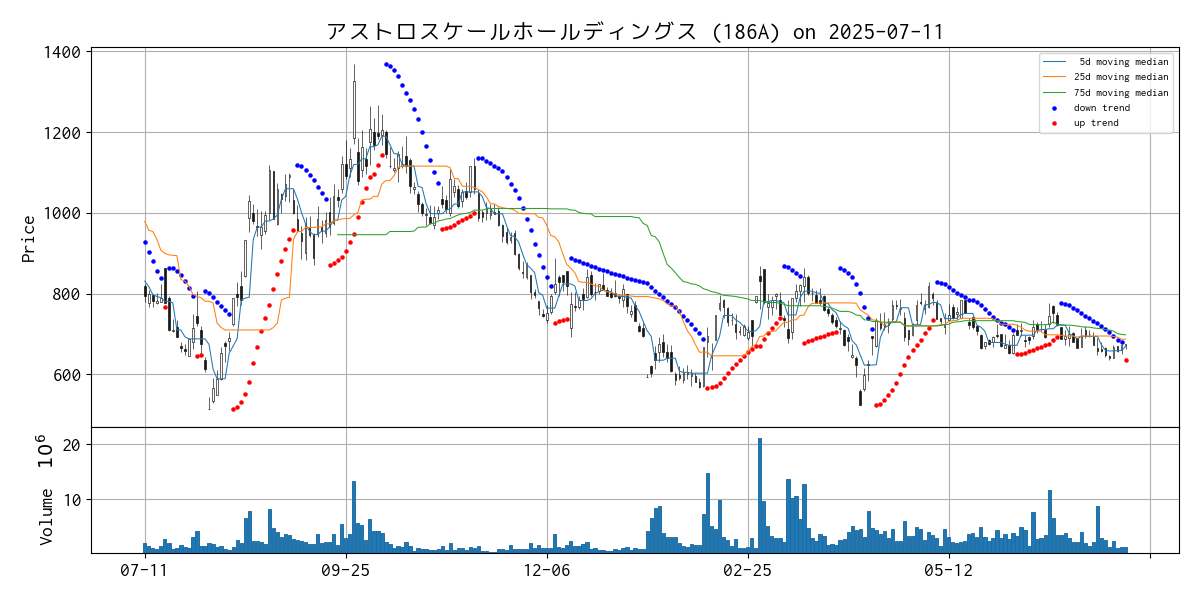 アストロスケールホールディングス (186A) on 2025-07-11
1400
1200
1000
800
600
Price
5d moving median
25d moving median
75d moving median
down trend
up trend
20
10
Volume 10^6
07-11
09-25
12-06
02-25
05-12